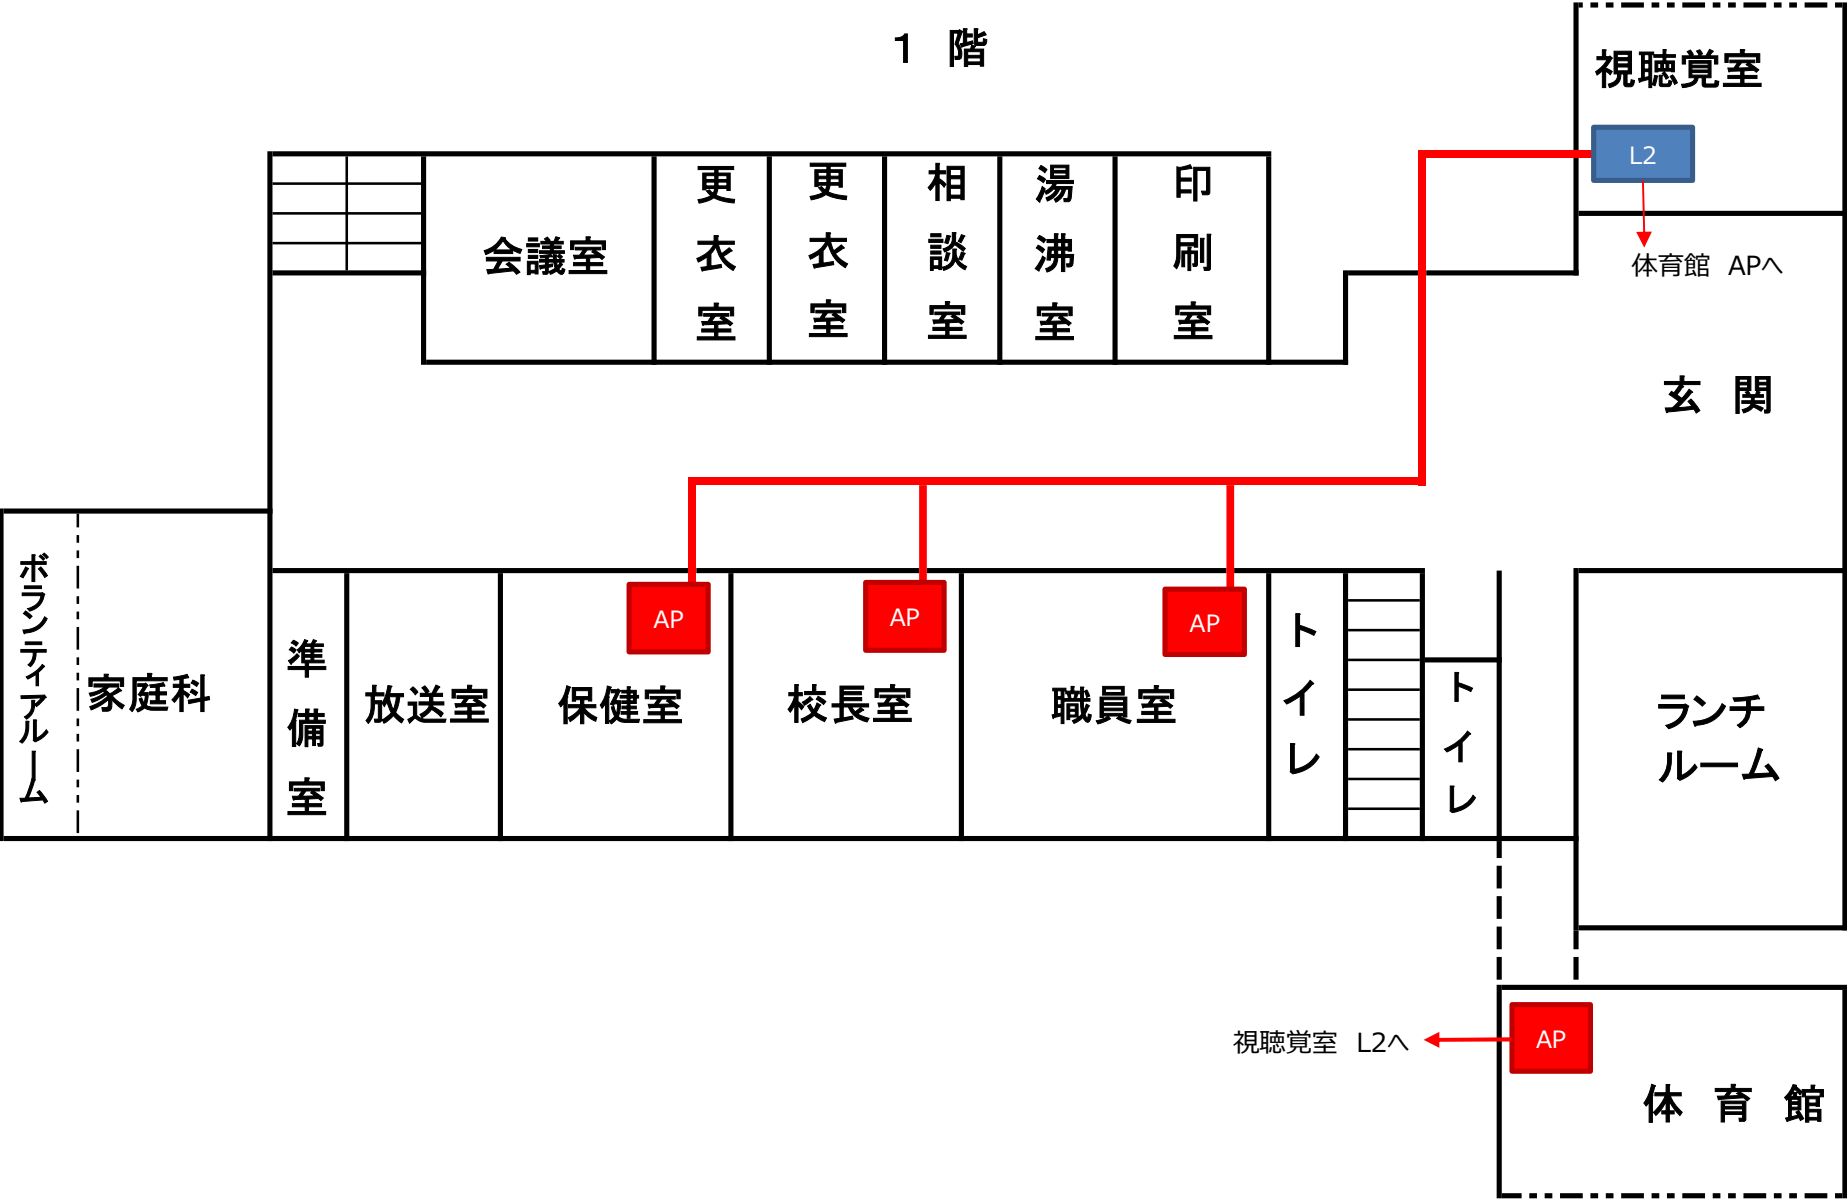 １　階
視聴覚室
L2
体育館　APへ
会議室
更衣室
更衣室
相談室
湯沸室
印刷室
玄　関
ボランティアルーム
家庭科
準備室
放送室
AP
保健室
AP
校長室
AP
職員室
トイレ
トイレ
ランチ
ルーム
視聴覚室　L2へ
AP
体　育　館